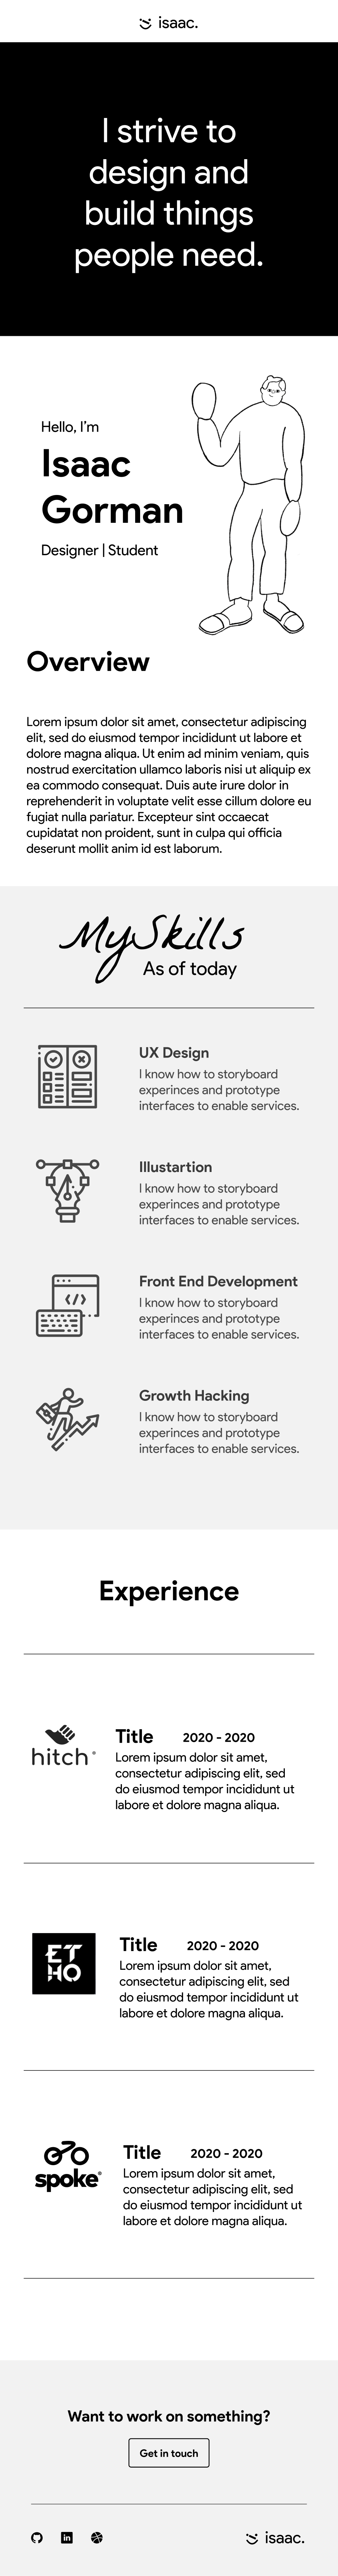 isaac.
I strive to
design and
build things
people need.
Hello, I'm
Isaac
Gorman
Designer | Student
Overview
Lorem ipsum dolor sit amet, consectetur adipiscing
elit, sed do eiusmod tempor incididunt ut labore et
dolore magna aliqua. Ut enim ad minim veniam, quis
nostrud exercitation ullamco laboris nisi ut aliquip ex
ea commodo consequat. Duis aute irure dolor in
reprehenderit in voluptate velit esse cillum dolore eu
fugiat nulla pariatur. Excepteur sint occaecat
cupidatat non proident, sunt in culpa qui officia
deserunt mollit anim id est laborum.
My Skills
As of today
UX Design
I know how to storyboard
experinces and prototype
interfaces to enable services.
Illustartion
I know how to storyboard
experinces and prototype
interfaces to enable services.
Front End Development
I know how to storyboard
experinces and prototype
interfaces to enable services.
Growth Hacking
I know how to storyboard
experinces and prototype
interfaces to enable services.
Experience
hitch
Title 2020 - 2020
Lorem ipsum dolor sit amet,
consectetur adipiscing elit, sed
do eiusmod tempor incididunt ut
labore et dolore magna aliqua.
ET
HO
Title 2020 - 2020
Lorem ipsum dolor sit amet,
consectetur adipiscing elit, sed
do eiusmod tempor incididunt ut
labore et dolore magna aliqua.
spoke
Title 2020 - 2020
Lorem ipsum dolor sit amet,
consectetur adipiscing elit, sed
do eiusmod tempor incididunt ut
labore et dolore magna aliqua.
Want to work on something?
Get in touch
in
isaac.